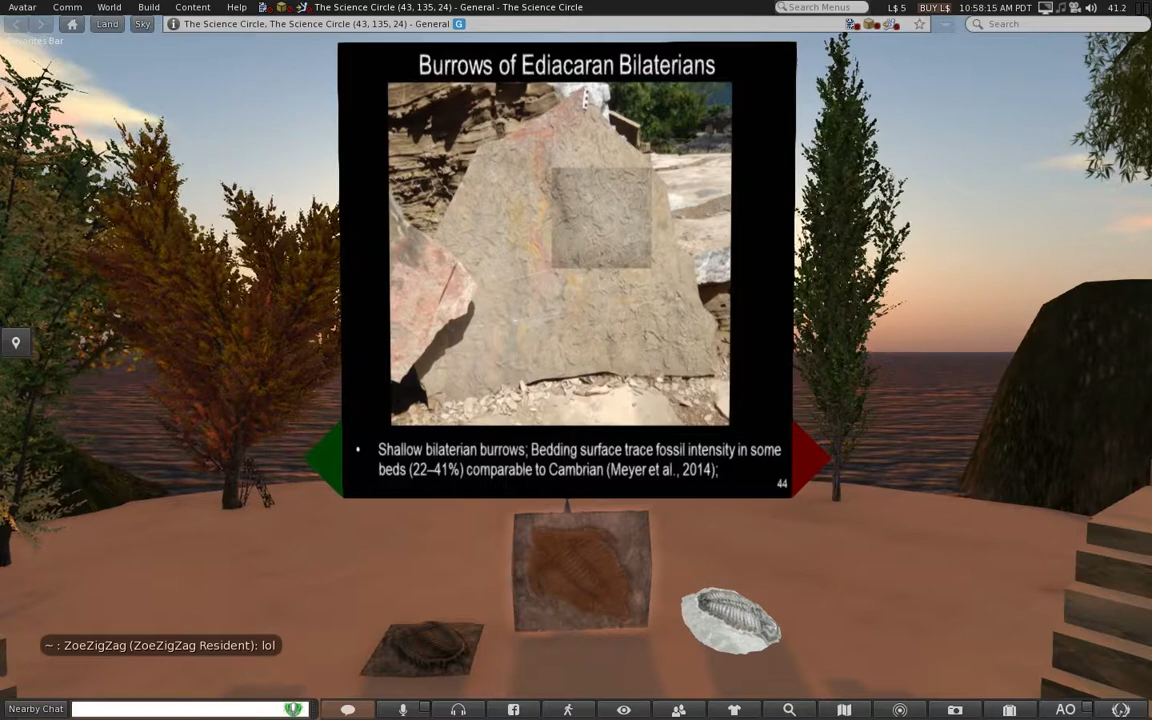 Avatar Comm World Build Content Help The Science Circle (43, 135, 24) - General - The Science Circle Search Menus L$ 5 BUY L$ 10:58:15 AM PDT 41.2
Land Sky The Science Circle, The Science Circle (43, 135, 24) - General G Search
Favorites Bar
Burrows of Ediacaran Bilaterians
• Shallow bilaterian burrows; Bedding surface trace fossil intensity in some
beds (22–41%) comparable to Cambrian (Meyer et al., 2014);
44
~ : ZoeZigZag (ZoeZigZag Resident): lol
Nearby Chat AO